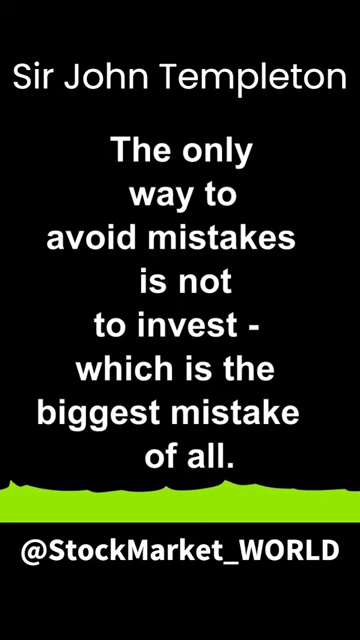 Sir John Templeton
The only
way to
avoid mistakes
is not
to invest -
which is the
biggest mistake
of all.
@StockMarket_WORLD